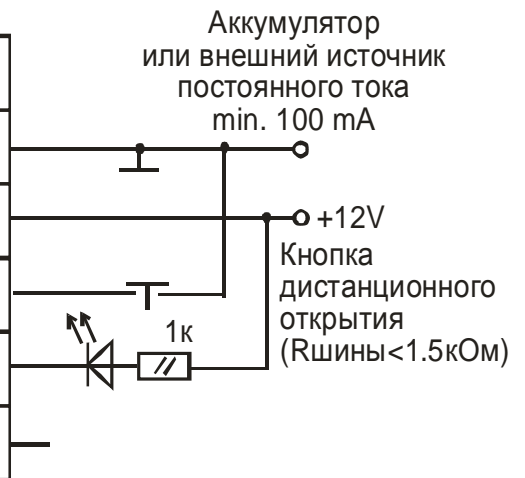 Аккумулятор
или внешний источник
постоянного тока
min. 100 mA
+12V
Кнопка
дистанционного
открытия
(Rшины<1.5кОм)
1к